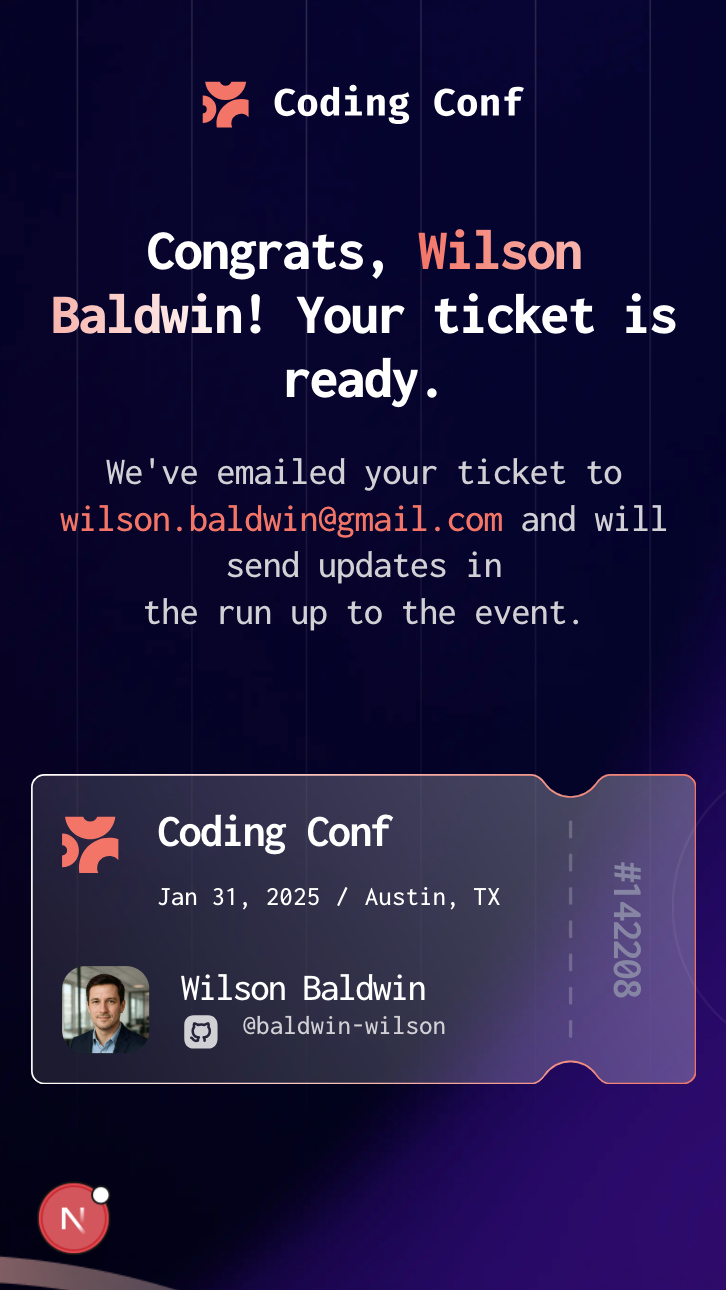 Coding Conf
Congrats, Wilson
Baldwin! Your ticket is
ready.
We've emailed your ticket to
wilson.baldwin@gmail.com and will
send updates in
the run up to the event.
Coding Conf
Jan 31, 2025 / Austin, TX
#142208
Wilson Baldwin
@baldwin-wilson
N